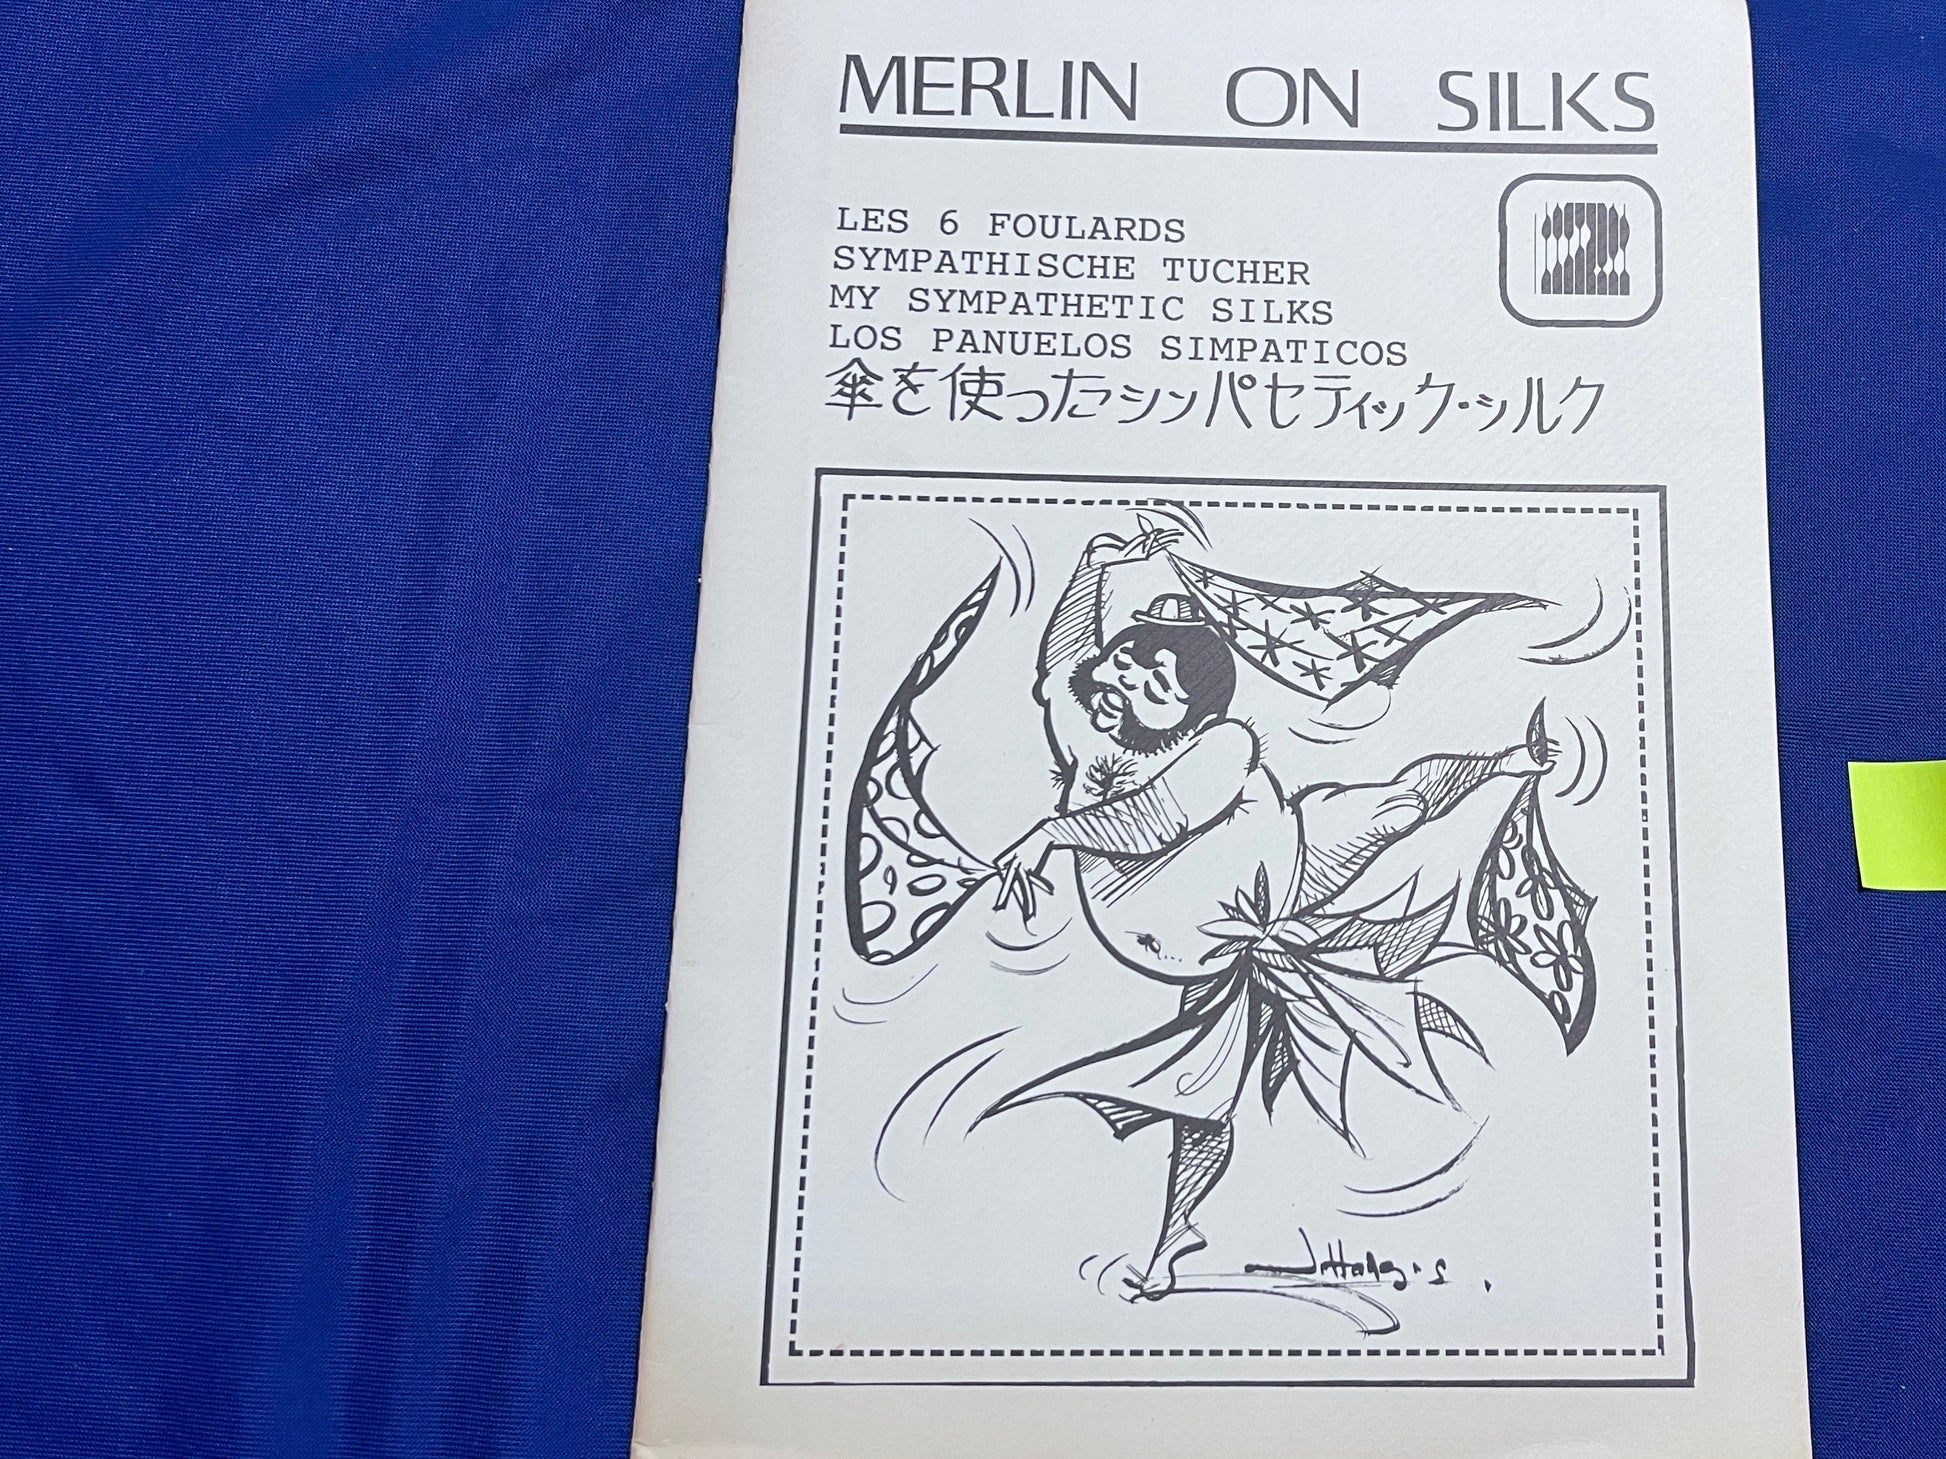 MERLIN ON SILKS
2
LES 6 FOULARDS
SYMPATHISCHE TUCHER
MY SYMPATHETIC SILKS
LOS PANUELOS SIMPATICOS
傘を使ったシンパセティック・シルク